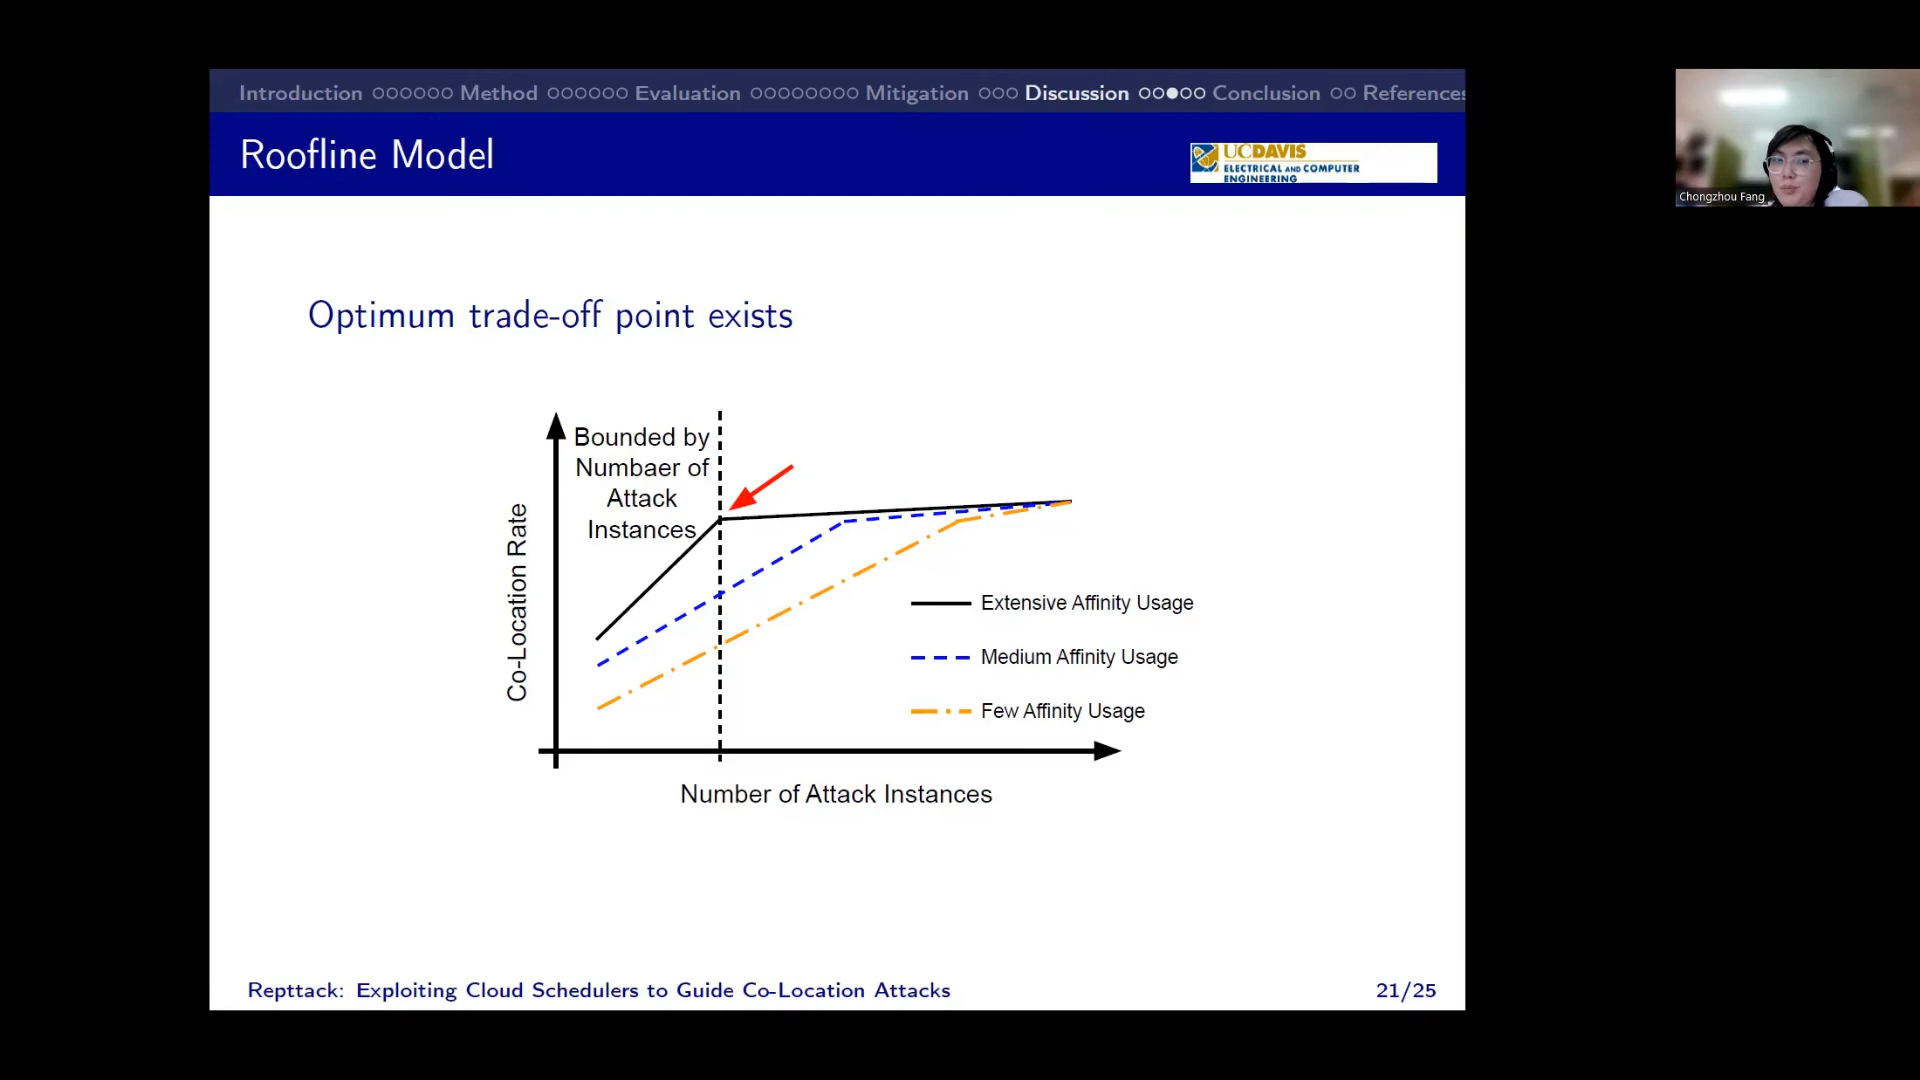 Introduction Method Evaluation Mitigation Discussion Conclusion References
Roofline Model
UCDAVIS
ELECTRICAL AND COMPUTER
ENGINEERING
Chongzhou Fang
Optimum trade-off point exists
Bounded by
Numbaer of
Attack
Instances
Co-Location Rate
Extensive Affinity Usage
Medium Affinity Usage
Few Affinity Usage
Number of Attack Instances
Repttack: Exploiting Cloud Schedulers to Guide Co-Location Attacks
21/25